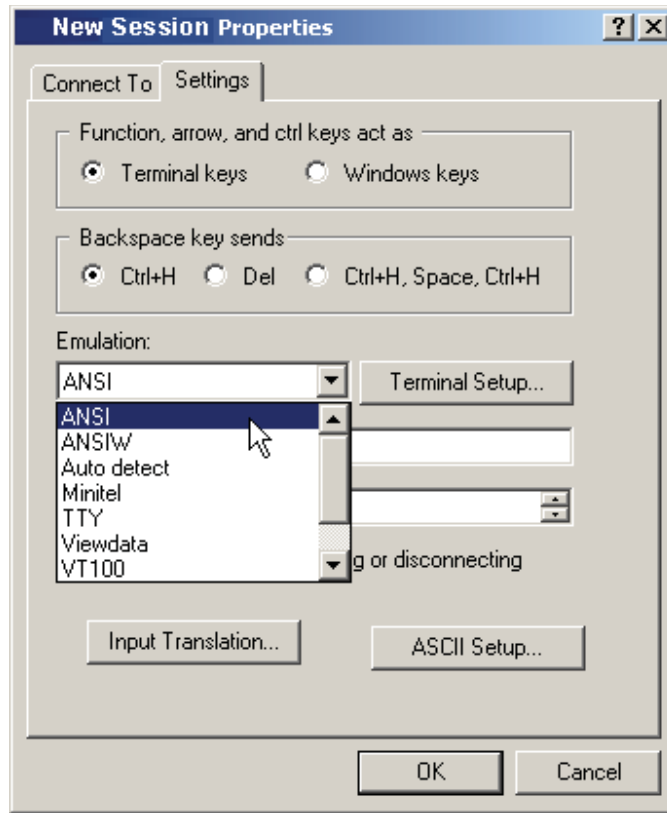 New Session Properties
Connect To Settings
Function, arrow, and ctrl keys act as
Terminal keys Windows keys
Backspace key sends
Ctrl+H Del Ctrl+H, Space, Ctrl+H
Emulation:
ANSI Terminal Setup...
ANSI
ANSIW
Auto detect
Minitel
TTY
Viewdata
VT100 g or disconnecting
Input Translation... ASCII Setup...
OK Cancel